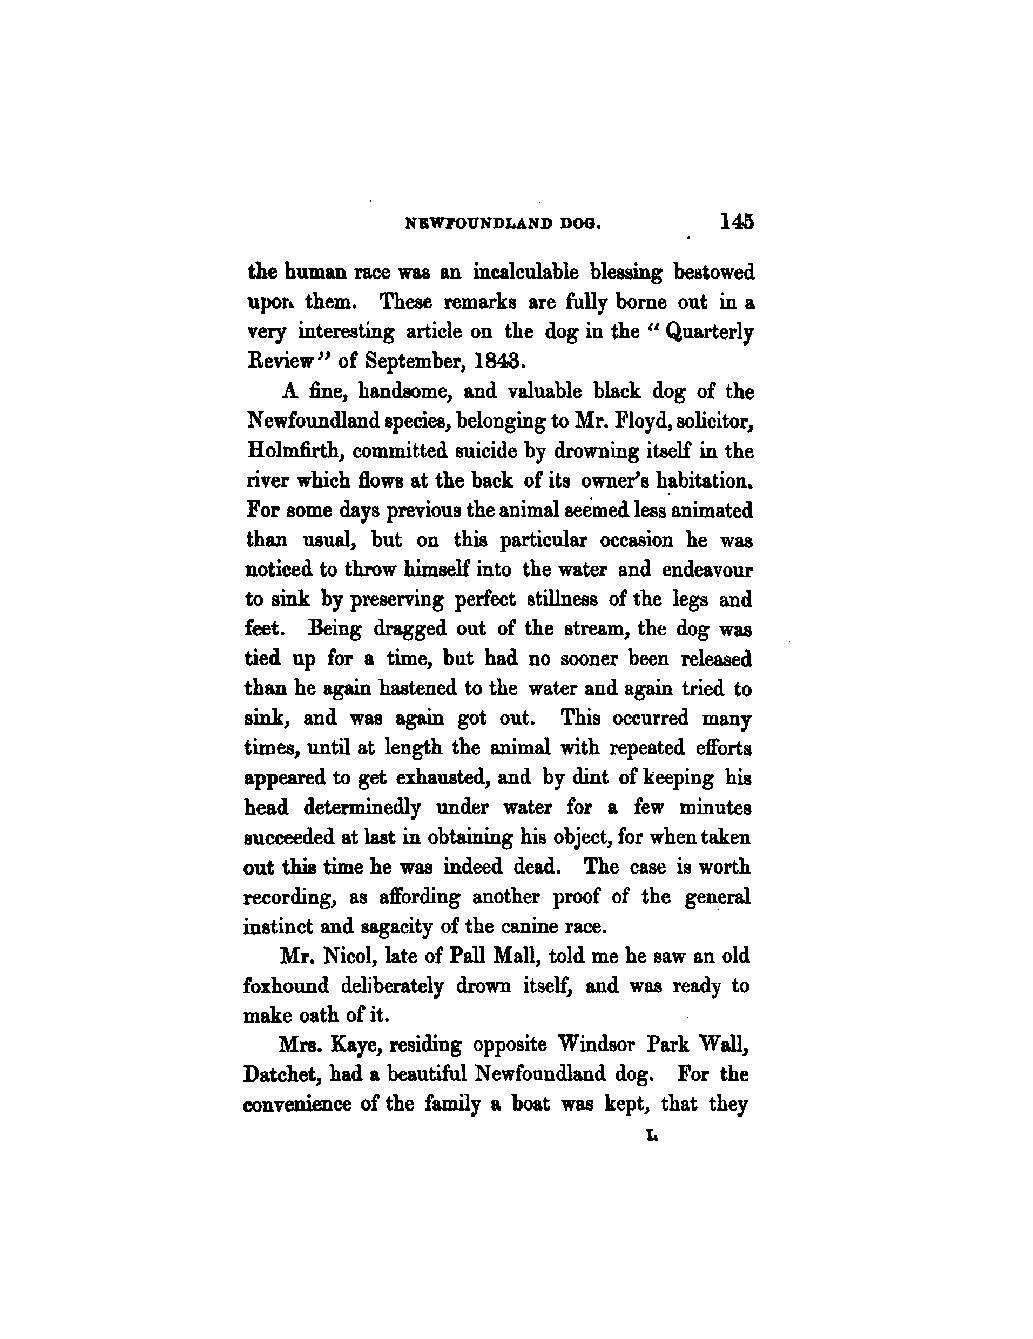 NEWFOUNDLAND DOG. 145
the human race was an incalculable blessing bestowed
upon them. These remarks are fully borne out in a
very interesting article on the dog in the “Quarterly
Review” of September, 1843.
A fine, handsome, and valuable black dog of the
Newfoundland species, belonging to Mr. Floyd, solicitor,
Holmfirth, committed suicide by drowning itself in the
river which flows at the back of its owner’s habitation.
For some days previous the animal seemed less animated
than usual, but on this particular occasion he was
noticed to throw himself into the water and endeavour
to sink by preserving perfect stillness of the legs and
feet. Being dragged out of the stream, the dog was
tied up for a time, but had no sooner been released
than he again hastened to the water and again tried to
sink, and was again got out. This occurred many
times, until at length the animal with repeated efforts
appeared to get exhausted, and by dint of keeping his
head determinedly under water for a few minutes
succeeded at last in obtaining his object, for when taken
out this time he was indeed dead. The case is worth
recording, as affording another proof of the general
instinct and sagacity of the canine race.
Mr. Nicol, late of Pall Mall, told me he saw an old
foxhound deliberately drown itself, and was ready to
make oath of it.
Mrs. Kaye, residing opposite Windsor Park Wall,
Datchet, had a beautiful Newfoundland dog. For the
convenience of the family a boat was kept, that they
L